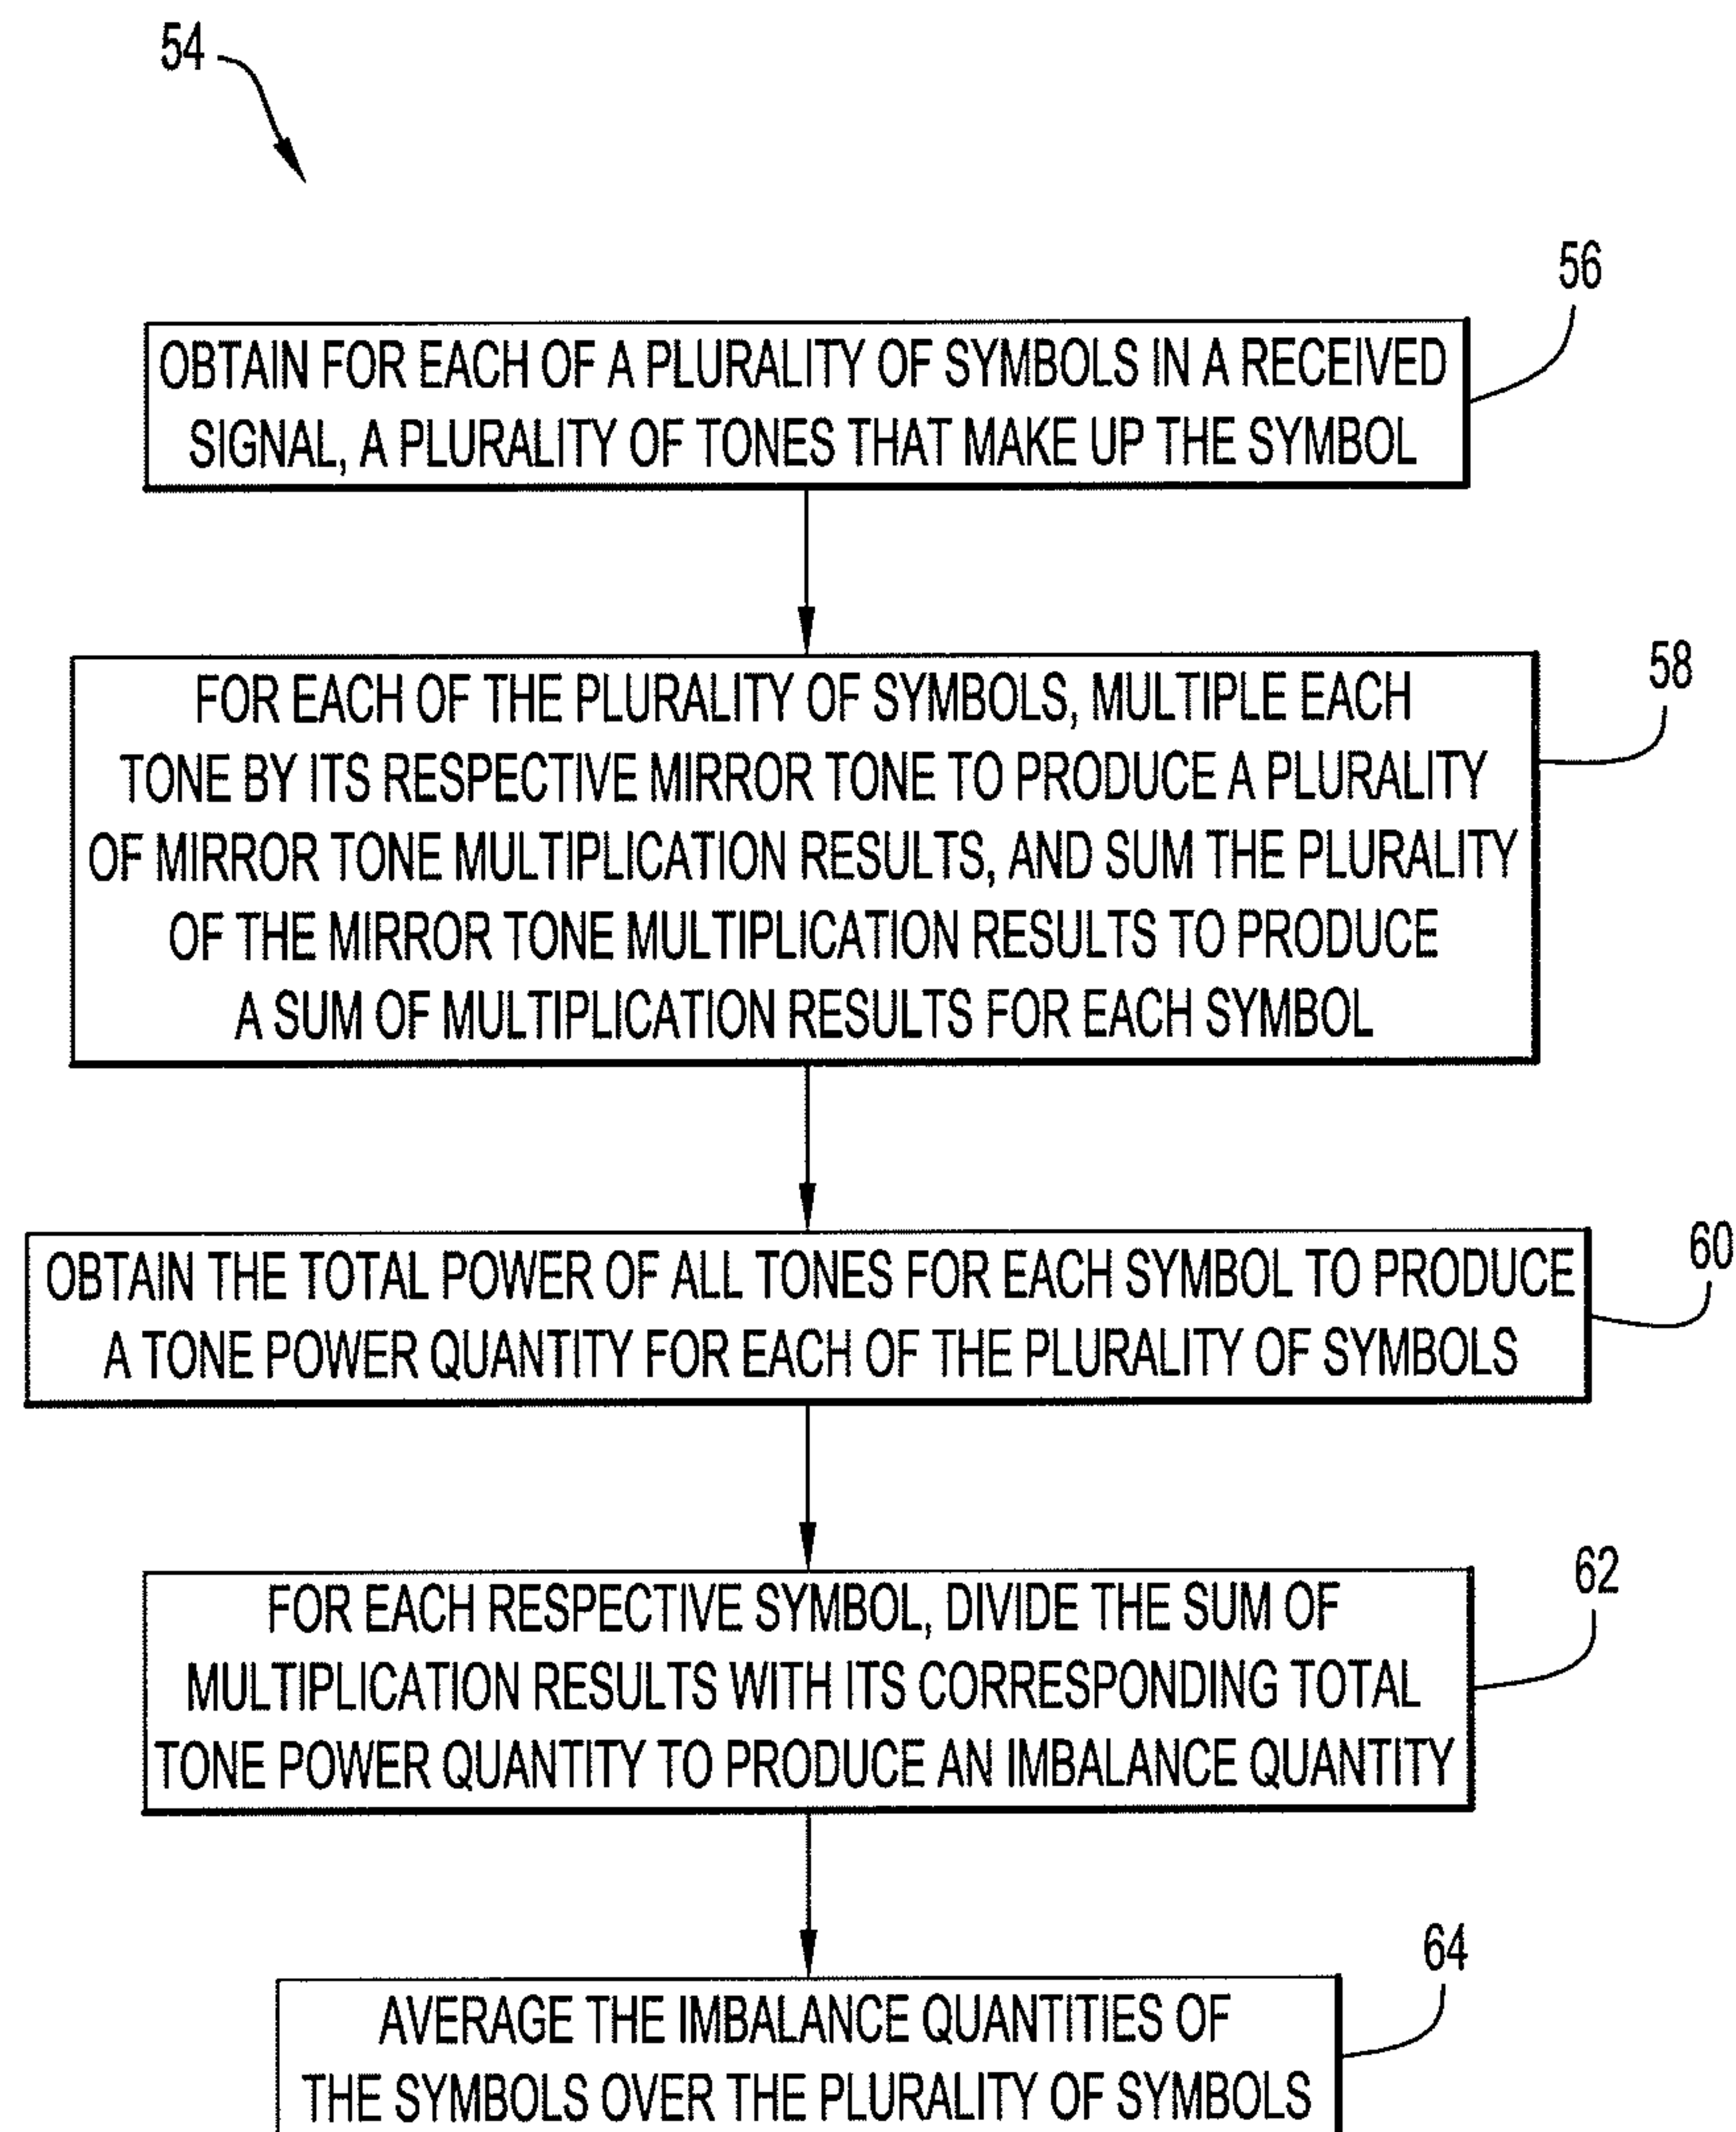 54
56
OBTAIN FOR EACH OF A PLURALITY OF SYMBOLS IN A RECEIVED
SIGNAL, A PLURALITY OF TONES THAT MAKE UP THE SYMBOL
58
FOR EACH OF THE PLURALITY OF SYMBOLS, MULTIPLE EACH
TONE BY ITS RESPECTIVE MIRROR TONE TO PRODUCE A PLURALITY
OF MIRROR TONE MULTIPLICATION RESULTS, AND SUM THE PLURALITY
OF THE MIRROR TONE MULTIPLICATION RESULTS TO PRODUCE
A SUM OF MULTIPLICATION RESULTS FOR EACH SYMBOL
60
OBTAIN THE TOTAL POWER OF ALL TONES FOR EACH SYMBOL TO PRODUCE
A TONE POWER QUANTITY FOR EACH OF THE PLURALITY OF SYMBOLS
62
FOR EACH RESPECTIVE SYMBOL, DIVIDE THE SUM OF
MULTIPLICATION RESULTS WITH ITS CORRESPONDING TOTAL
TONE POWER QUANTITY TO PRODUCE AN IMBALANCE QUANTITY
64
AVERAGE THE IMBALANCE QUANTITIES OF
THE SYMBOLS OVER THE PLURALITY OF SYMBOLS